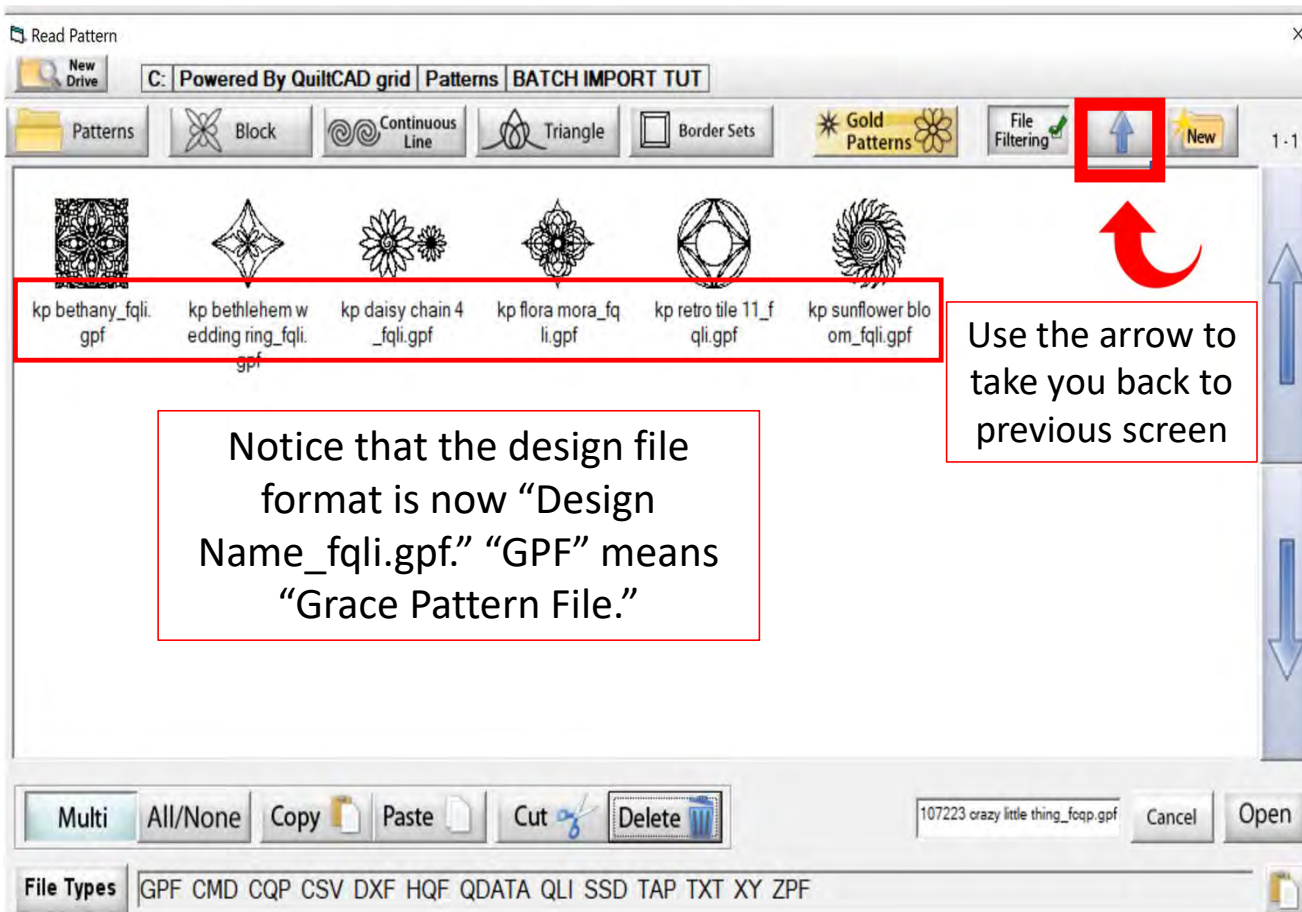 Read Pattern
New Drive
C: Powered By QuiltCAD grid Patterns BATCH IMPORT TUT
Patterns
Block
Continuous Line
Triangle
Border Sets
Gold Patterns
File Filtering
New
1-1
kp bethany_fqli.
gpf
kp bethlehem w
edding ring_fqli.
gpf
kp daisy chain 4
_fqli.gpf
kp flora mora_fq
li.gpf
kp retro tile 11_f
qli.gpf
kp sunflower blo
om_fqli.gpf
Use the arrow to
take you back to
previous screen
Notice that the design file
format is now “Design
Name_fqli.gpf.” “GPF” means
“Grace Pattern File.”
Multi
All/None
Copy
Paste
Cut
Delete
107223 crazy little thing_fcqp.gpf
Cancel
Open
File Types
GPF CMD CQP CSV DXF HQF QDATA QLI SSD TAP TXT XY ZPF